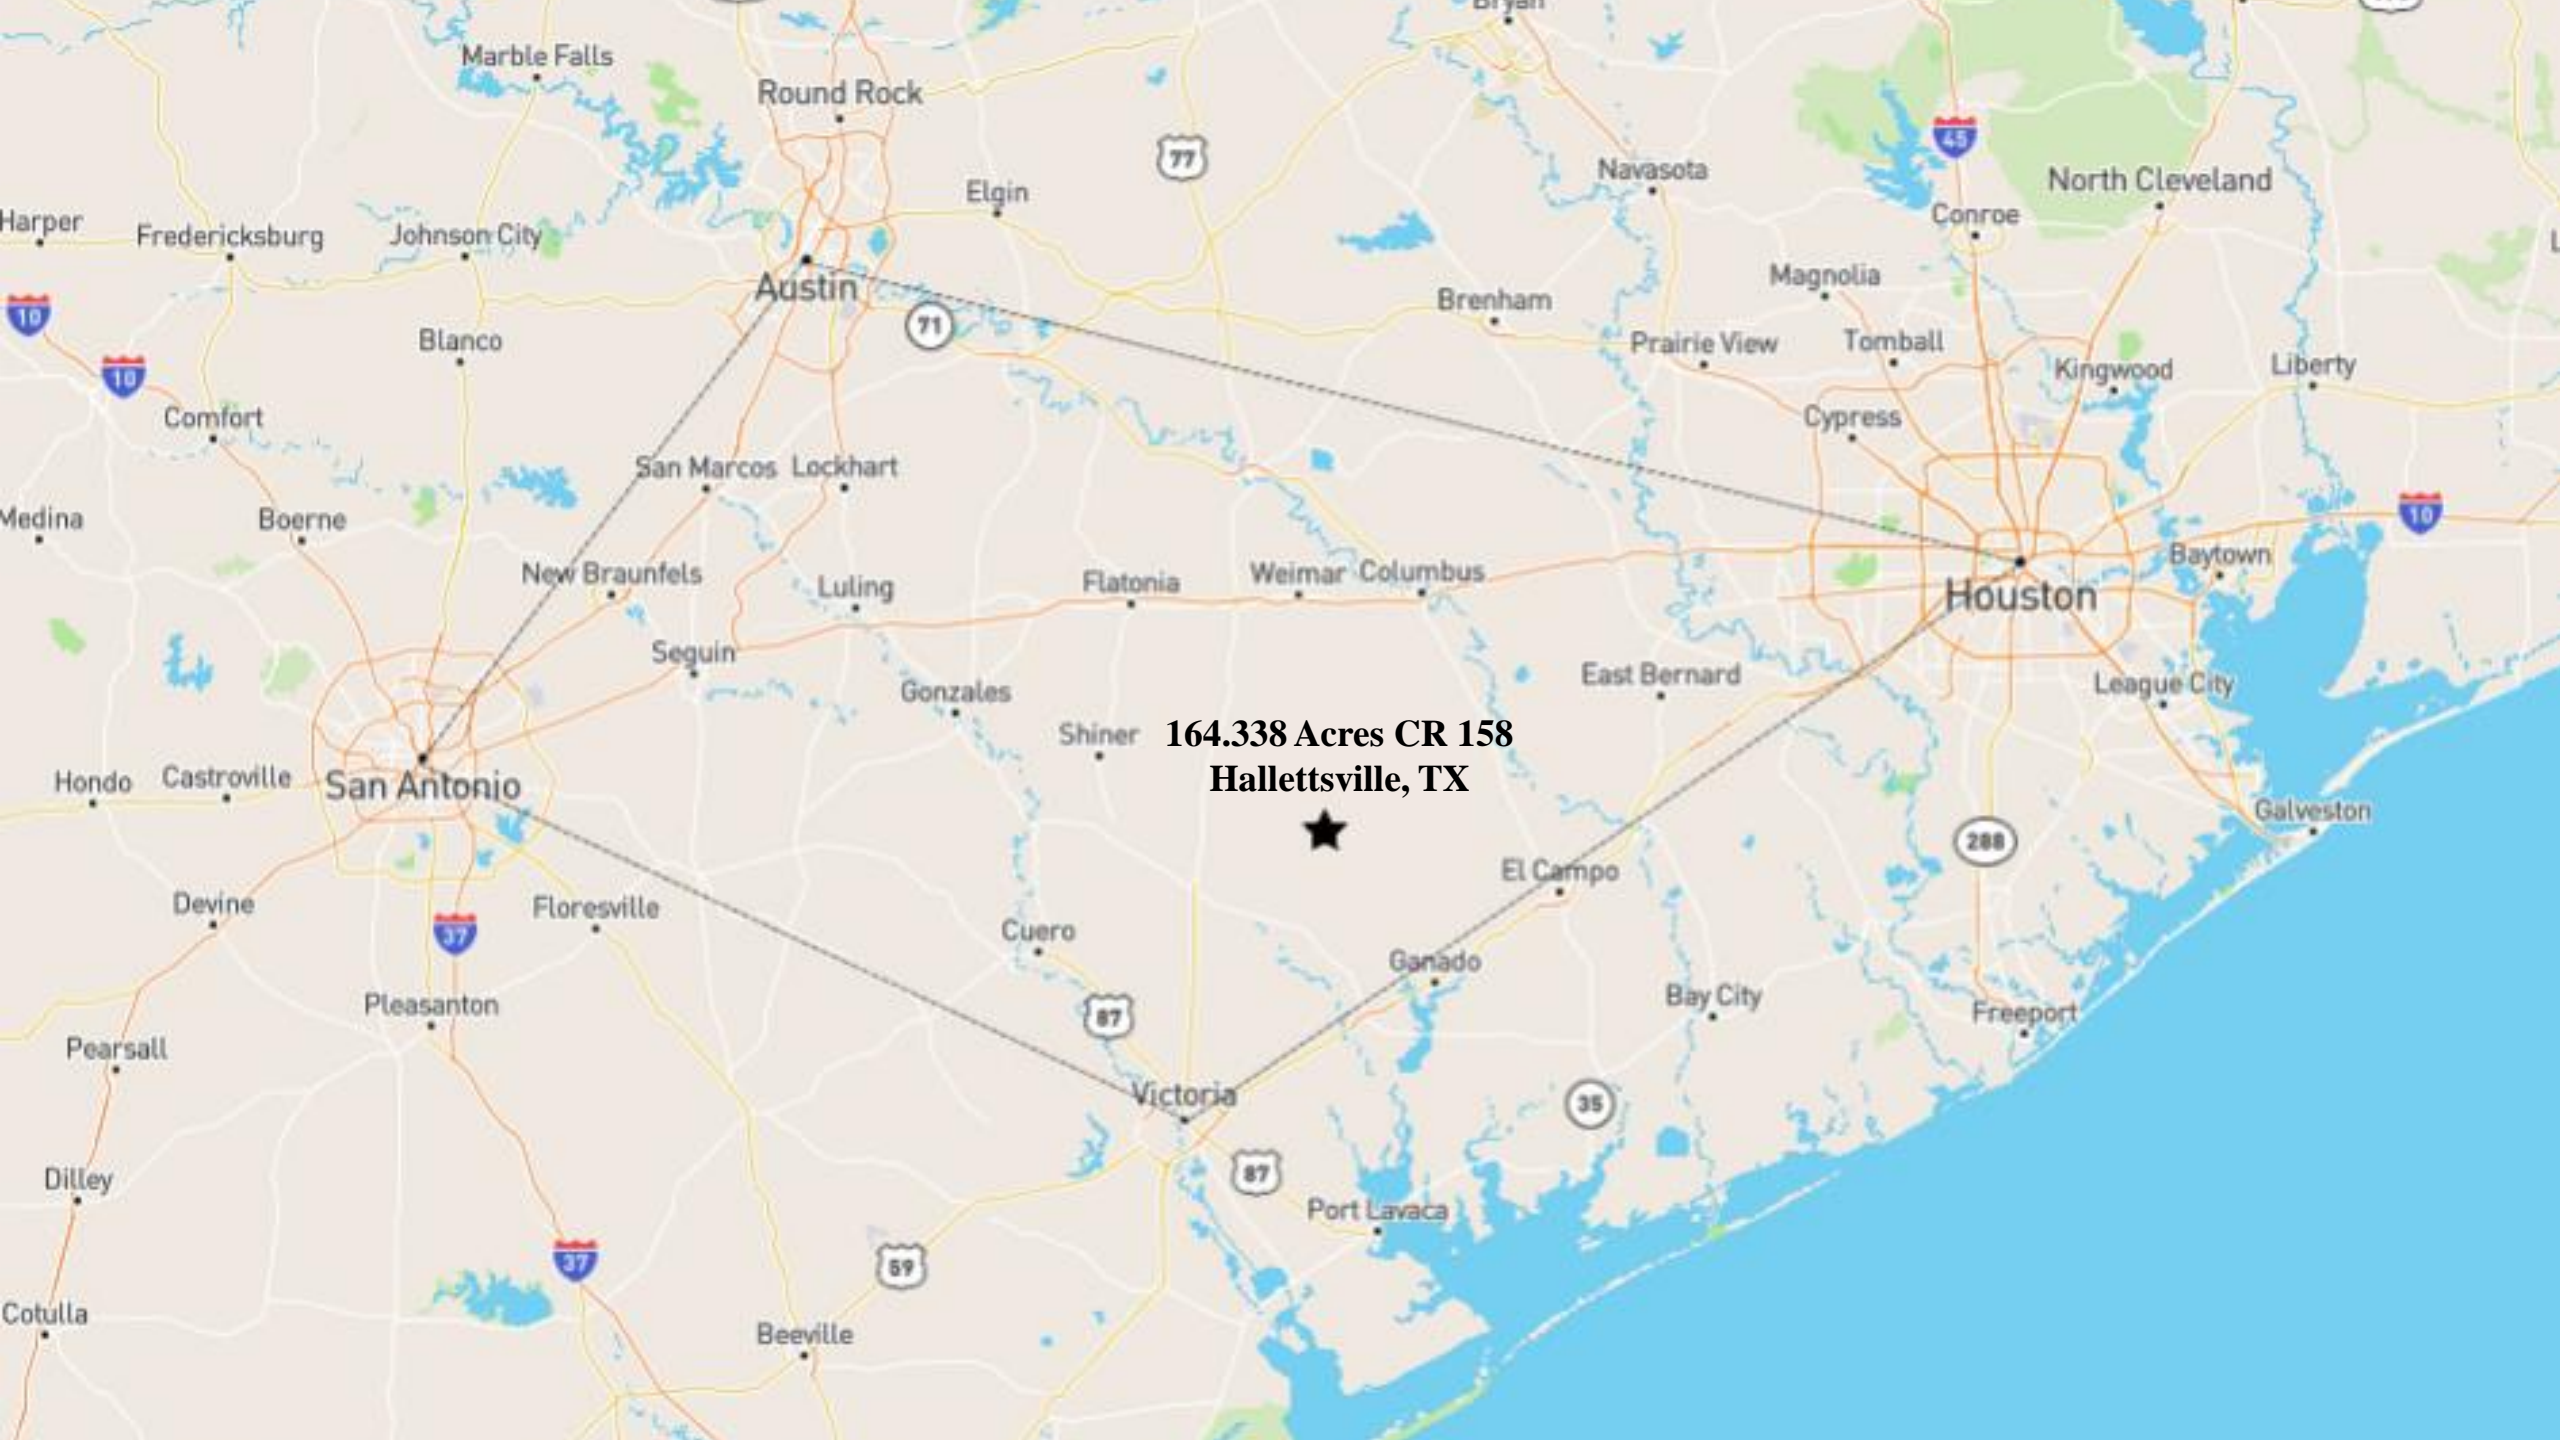 Bryan
Marble Falls
Round Rock
77
45
Navasota
North Cleveland
Elgin
Harper
Fredericksburg
Johnson City
Conroe
Austin
Magnolia
10
71
Brenham
Blanco
Prairie View
Tomball
10
Kingwood
Liberty
Comfort
Cypress
San Marcos
Lockhart
Medina
Boerne
10
New Braunfels
Luling
Flatonia
Weimar
Columbus
Baytown
Houston
Seguin
Gonzales
East Bernard
League City
Shiner
164.338 Acres CR 158
Hallettsville, TX
Hondo
Castroville
San Antonio
Galveston
288
El Campo
Devine
Floresville
37
Cuero
Ganado
Bay City
Pleasanton
87
Freeport
Pearsall
Victoria
35
Dilley
87
Port Lavaca
37
59
Cotulla
Beeville